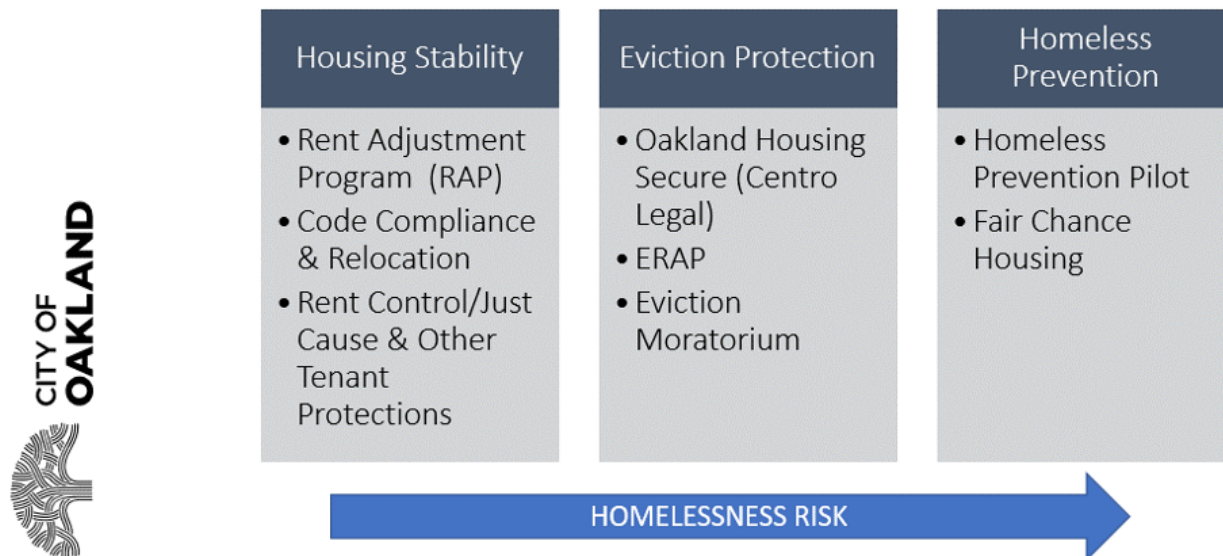 CITY OF
OAKLAND
Housing Stability
• Rent Adjustment
Program (RAP)
• Code Compliance
& Relocation
• Rent Control/Just
Cause & Other
Tenant
Protections
Eviction Protection
• Oakland Housing
Secure (Centro
Legal)
• ERAP
• Eviction
Moratorium
Homeless
Prevention
• Homeless
Prevention Pilot
• Fair Chance
Housing
HOMELESSNESS RISK